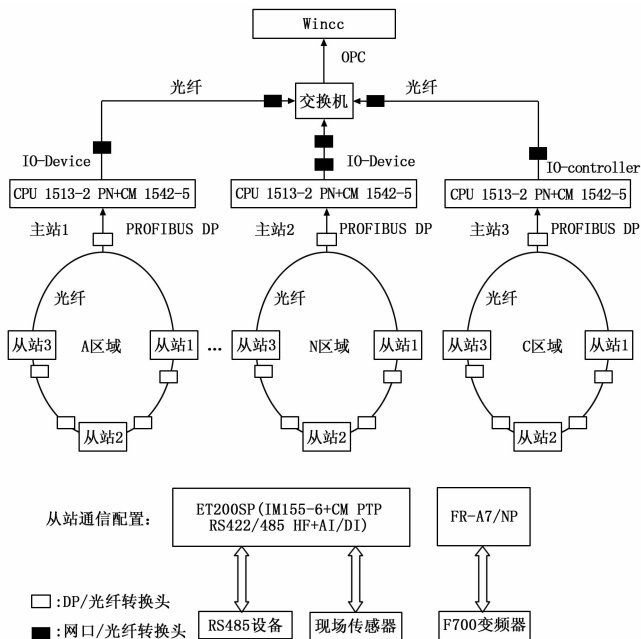 Wincc
OPC
光纤
交换机
光纤
IO-Device
IO-Device
IO-controller
CPU 1513-2 PN+CM 1542-5
CPU 1513-2 PN+CM 1542-5
CPU 1513-2 PN+CM 1542-5
主站1
PROFIBUS DP
主站2
PROFIBUS DP
主站3
PROFIBUS DP
光纤
光纤
光纤
从站3
A区域
从站1
...
从站3
N区域
从站1
从站3
C区域
从站1
从站2
从站2
从站2
从站通信配置:
ET200SP(IM155-6+CM PTP
RS422/485 HF+AI/DI)
FR-A7/NP
:DP/光纤转换头
:网口/光纤转换头
RS485设备
现场传感器
F700变频器